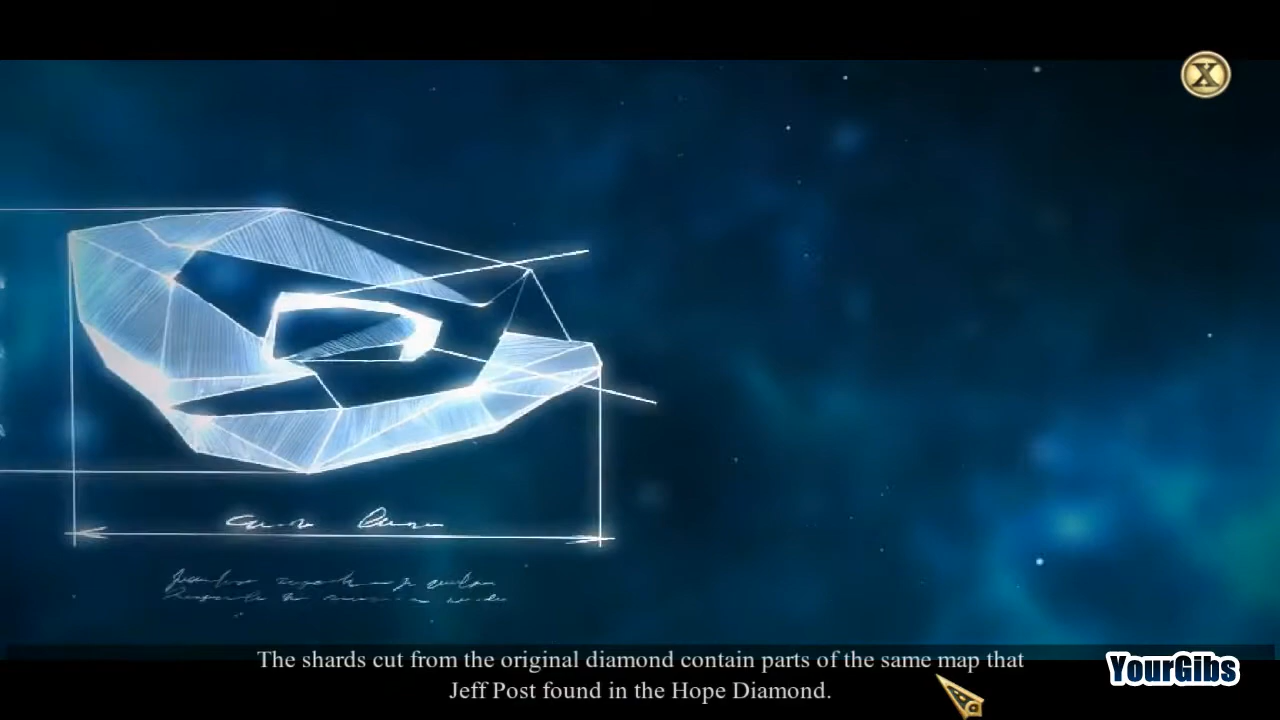 X
The shards cut from the original diamond contain parts of the same map that
Jeff Post found in the Hope Diamond.
YourGibs